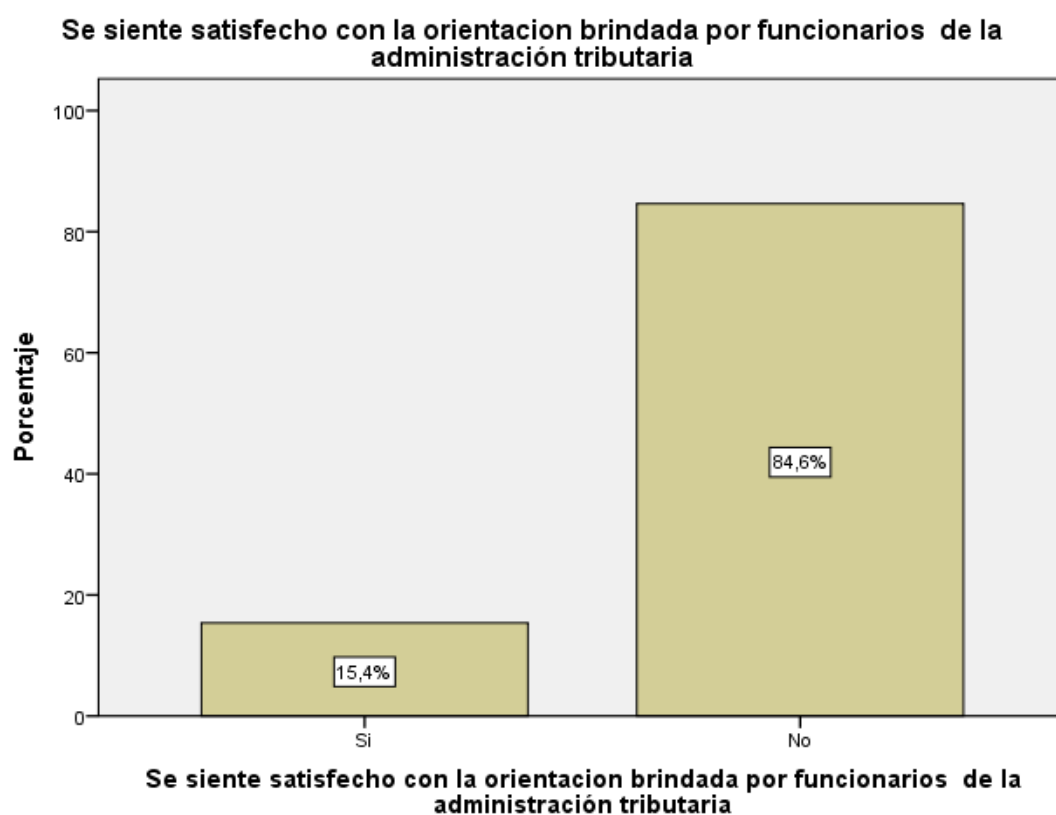 Se siente satisfecho con la orientacion brindada por funcionarios  de la
administración tributaria
Porcentaje
100
80
60
40
20
0
15,4%
84,6%
Si
No
Se siente satisfecho con la orientacion brindada por funcionarios  de la
administración tributaria